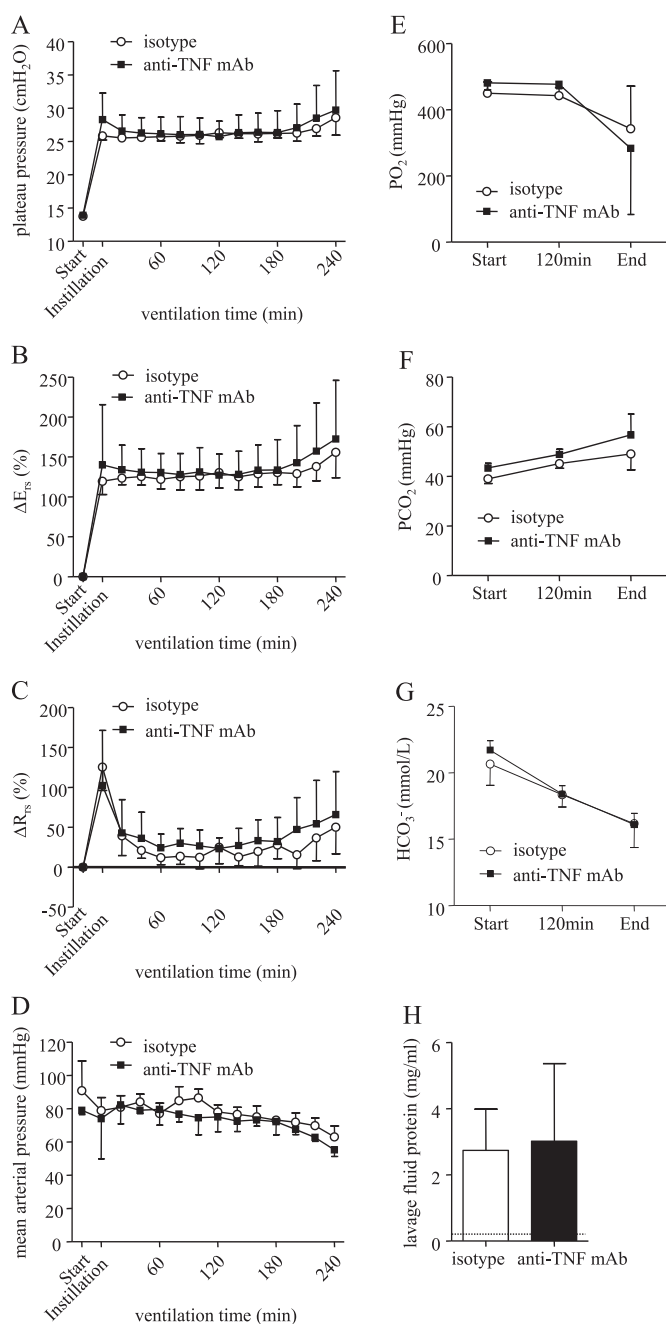 A
isotype
anti-TNF mAb
plateau pressure (cmH2O)
40
35
30
25
20
15
10
Start
Instillation
60
120
180
240
ventilation time (min)
B
isotype
anti-TNF mAb
ΔErs (%)
250
200
150
100
50
0
Start
Instillation
60
120
180
240
ventilation time (min)
C
isotype
anti-TNF mAb
ΔRrs (%)
200
150
100
50
0
-50
Start
Instillation
60
120
180
240
ventilation time (min)
D
isotype
anti-TNF mAb
mean arterial pressure (mmHg)
120
100
80
60
40
20
0
Start
Instillation
60
120
180
240
ventilation time (min)
E
PO2 (mmHg)
600
400
200
0
isotype
anti-TNF mAb
Start 120min End
F
PCO2 (mmHg)
80
60
40
20
0
isotype
anti-TNF mAb
Start 120min End
G
HCO3- (mmol/L)
25
22
19
16
13
10
isotype
anti-TNF mAb
Start 120min End
H
lavage fluid protein (mg/ml)
6
4
2
0
isotype anti-TNF mAb